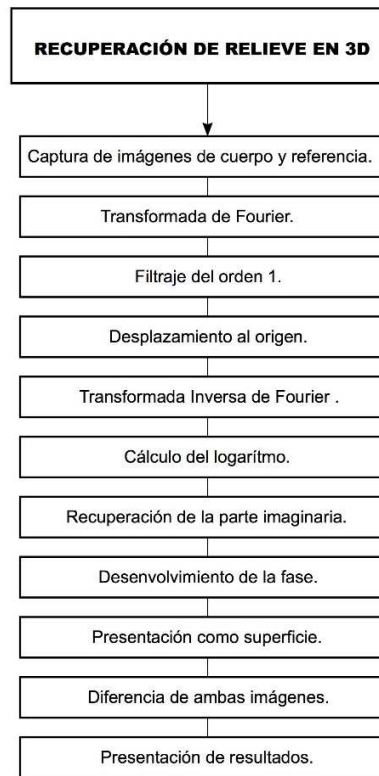 RECUPERACIÓN DE RELIEVE EN 3D
Captura de imágenes de cuerpo y referencia.
Transformada de Fourier.
Filtraje del orden 1.
Desplazamiento al origen.
Transformada Inversa de Fourier .
Cálculo del logarítmo.
Recuperación de la parte imaginaria.
Desenvolvimiento de la fase.
Presentación como superficie.
Diferencia de ambas imágenes.
Presentación de resultados.